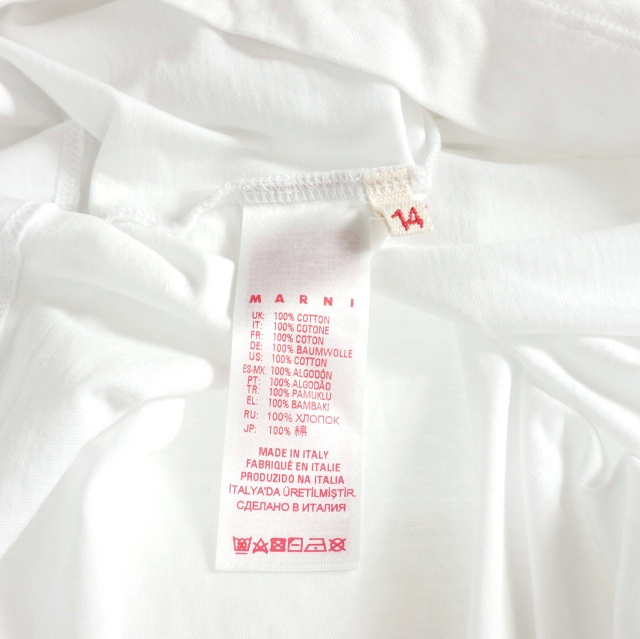 14
MARNI
UK: 100% COTTON
IT: 100% COTONE
FR: 100% COTON
DE: 100% BAUMWOLLE
US: 100% COTTON
ES-MX: 100% ALGODÓN
PT: 100% ALGODÃO
TR: 100% PAMUKLU
EL: 100% BAMBAKI
RU: 100% ХЛОПОК
JP: 100% 綿
MADE IN ITALY
FABRIQUÉ EN ITALIE
PRODUZIDO NA ITALIA
İTALYA'DA ÜRETİLMİŞTİR.
СДЕЛАНО В ИТАЛИЯ